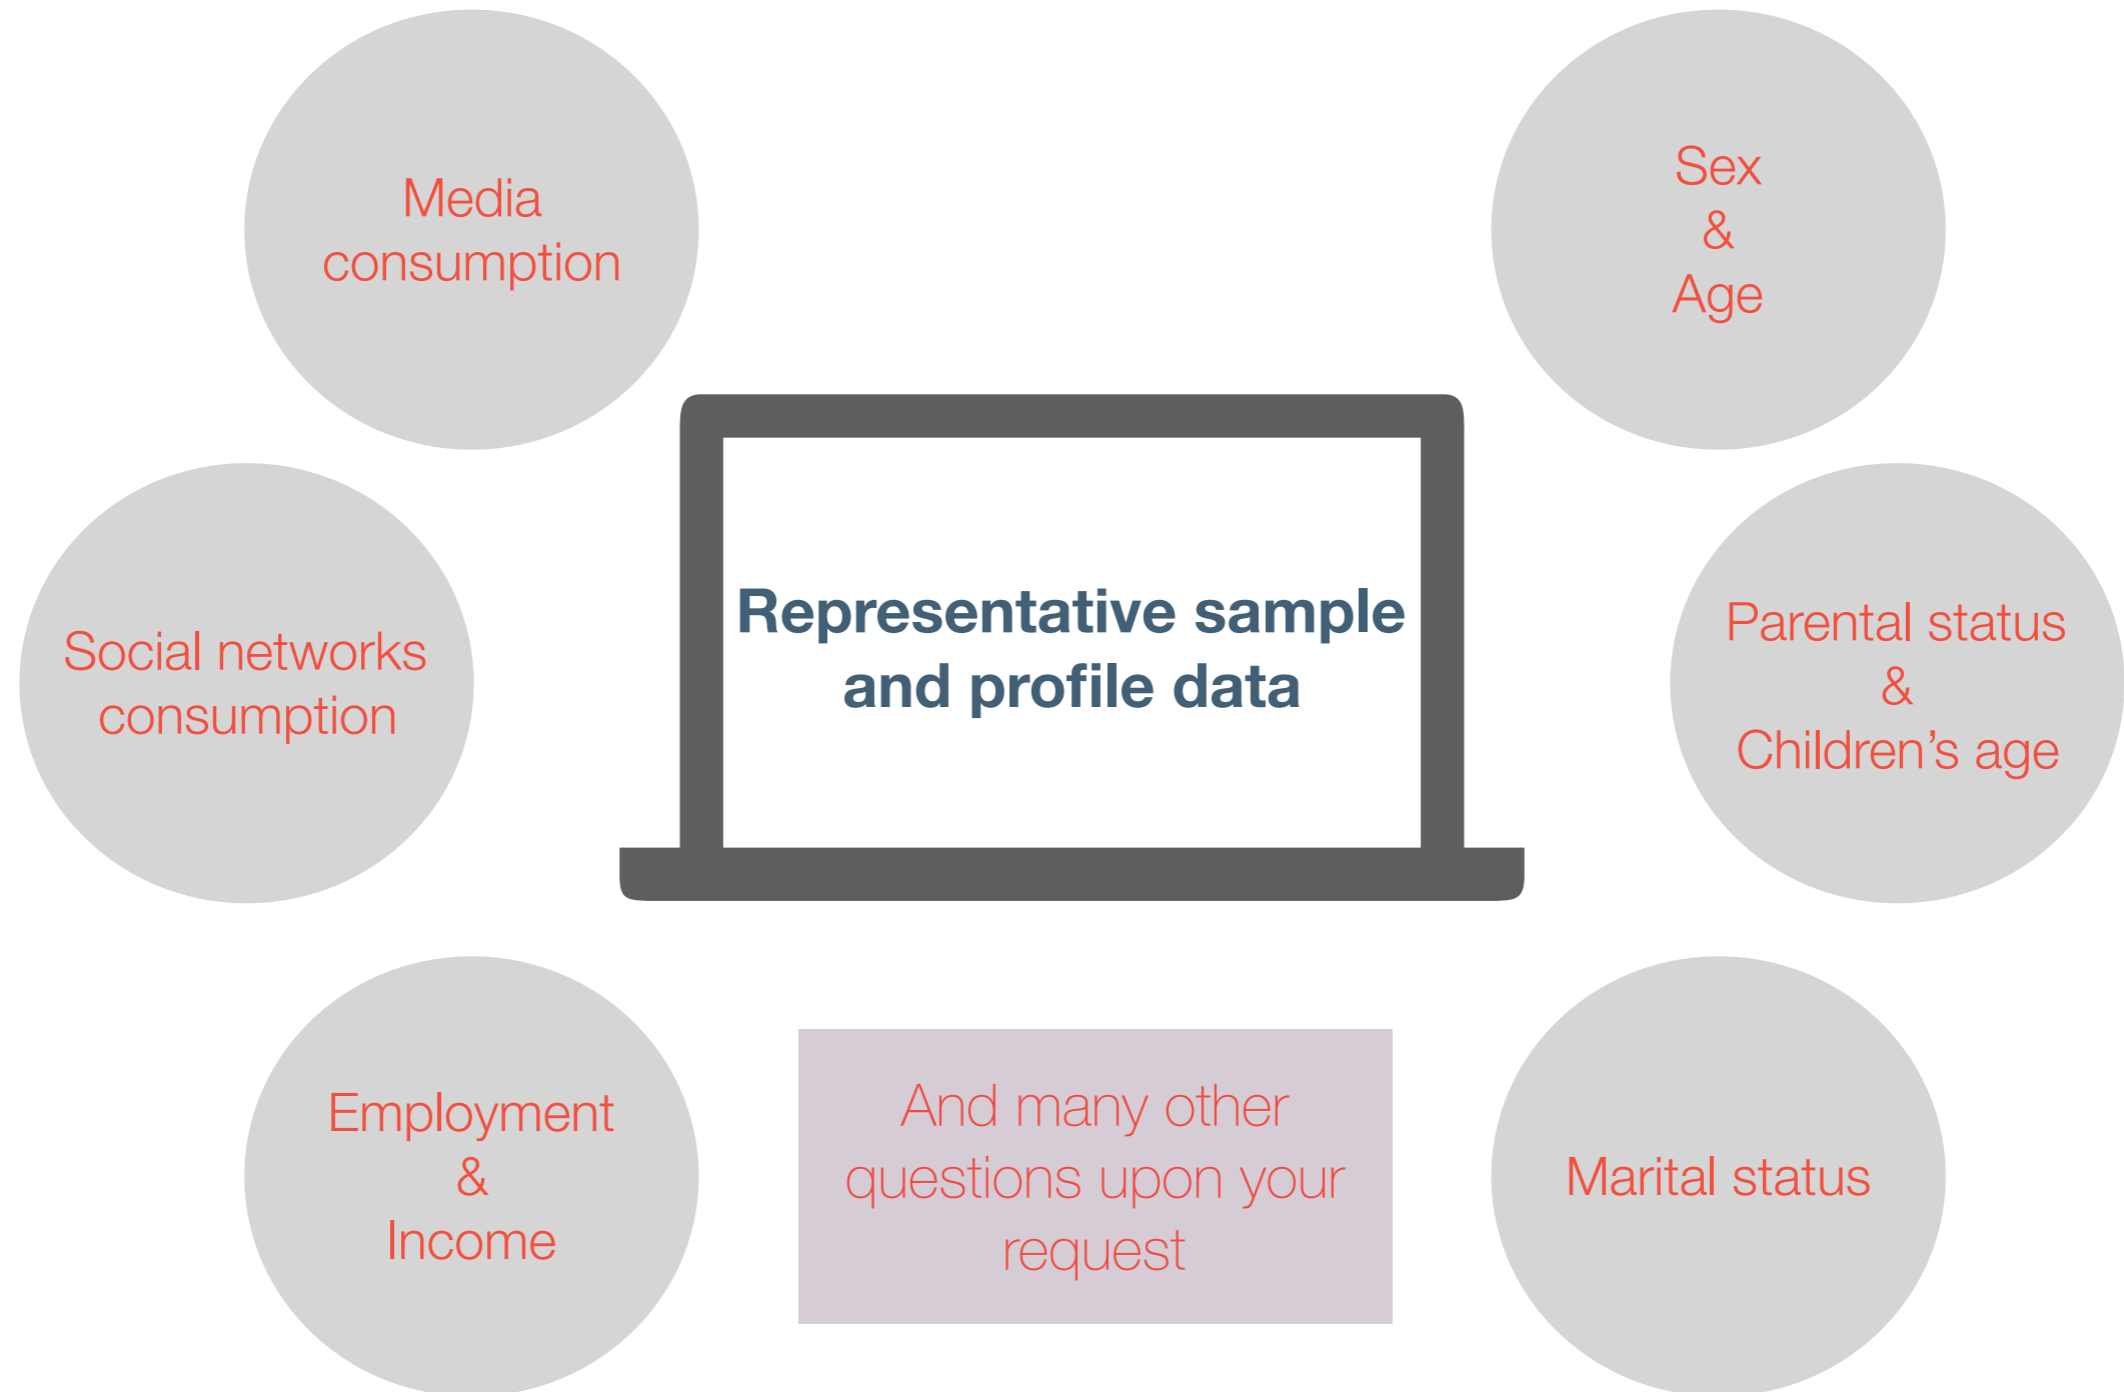 Media
consumption
Sex
&
Age
Social networks
consumption
Representative sample
and profile data
Parental status
&
Children’s age
Employment
&
Income
And many other
questions upon your
request
Marital status